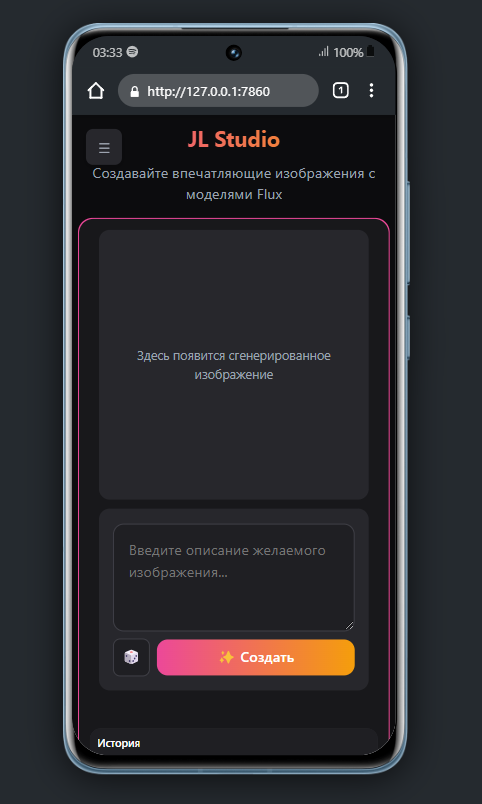 03:33
100%
http://127.0.0.1:7860
1
JL Studio
Создавайте впечатляющие изображения с
моделями Flux
Здесь появится сгенерированное
изображение
Введите описание желаемого
изображения...
✨ Создать
История